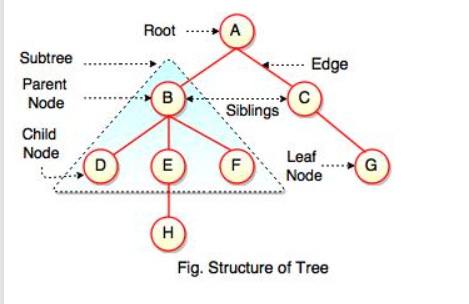 Root
A
Subtree
Edge
Parent
Node
B
Siblings
C
Child
Node
D
E
F
Leaf
Node
G
H
Fig. Structure of Tree